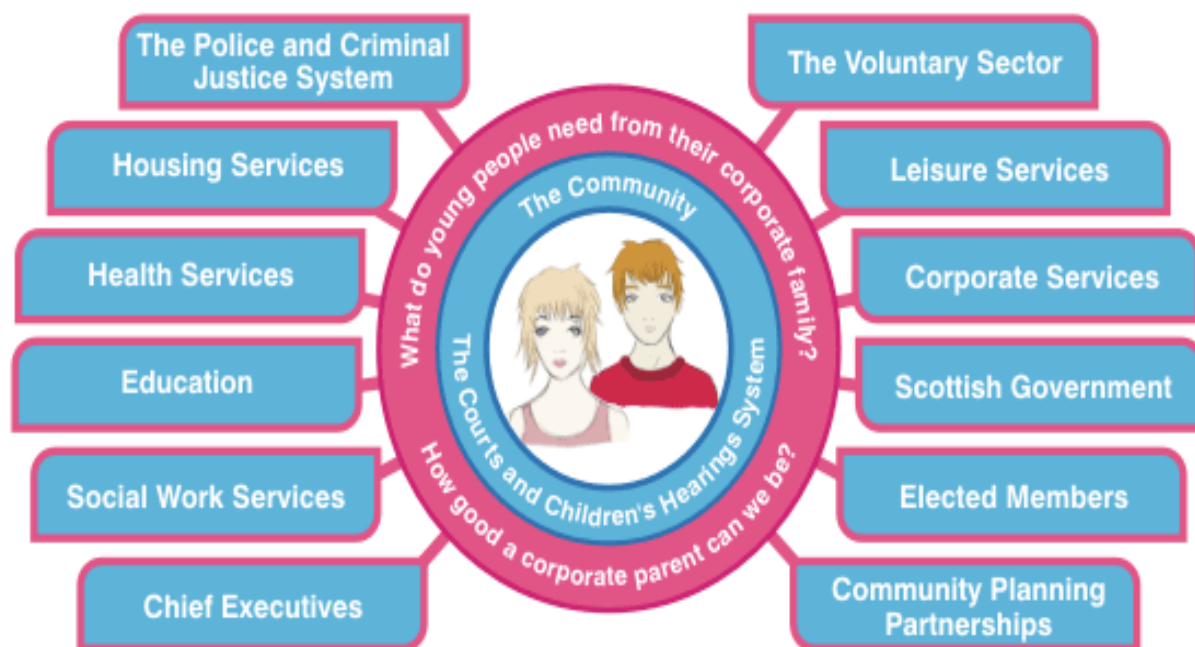 The Police and Criminal
Justice System
Housing Services
Health Services
Education
Social Work Services
Chief Executives
What do young people need from their corporate family?
The Community
The Courts and Children's Hearings System
How good a corporate parent can we be?
The Voluntary Sector
Leisure Services
Corporate Services
Scottish Government
Elected Members
Community Planning
Partnerships